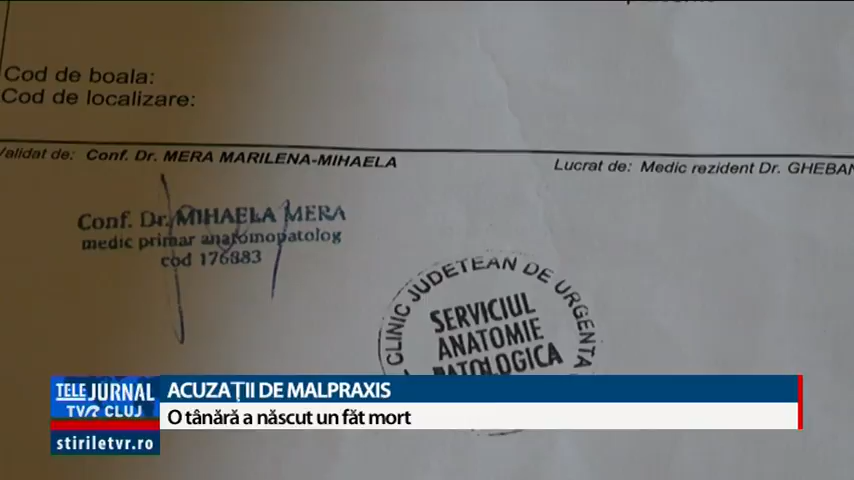 Cod de boala:
Cod de localizare:
Validat de: Conf. Dr. MERA MARILENA-MIHAELA
Lucrat de: Medic rezident Dr. GHEBAN
Conf. Dr. MIHAELA MERA
medic primar anatomopatolog
cod 176883
CLINIC JUDETEAN DE URGENTA
SERVICIUL
ANATOMIE
PATOLOGICA
TELEJURNAL
TVR CLUJ
stiriletvr.ro
ACUZAȚII DE MALPRAXIS
O tânără a născut un făt mort